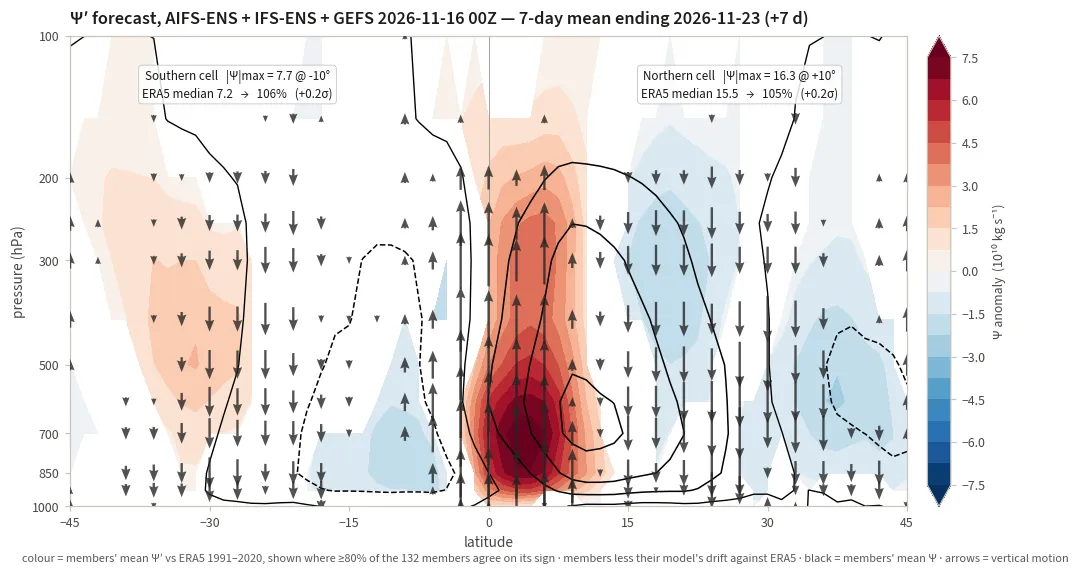 Ψ′ forecast, AIFS-ENS + IFS-ENS + GEFS 2026-11-16 00Z — 7-day mean ending 2026-11-23 (+7 d)
Southern cell |Ψ|max = 7.7 @ -10°
ERA5 median 7.2 → 106% (+0.2σ)
Northern cell |Ψ|max = 16.3 @ +10°
ERA5 median 15.5 → 105% (+0.2σ)
pressure (hPa)
100
200
300
400
500
700
850
1000
−45
−30
−15
0
15
30
45
latitude
7.5
6.0
4.5
3.0
1.5
0.0
−1.5
−3.0
−4.5
−6.0
−7.5
Ψ anomaly (10¹⁰ kg s⁻¹)
colour = members' mean Ψ′ vs ERA5 1991–2020, shown where ≥80% of the 132 members agree on its sign · members less their model's drift against ERA5 · black = members' mean Ψ · arrows = vertical motion